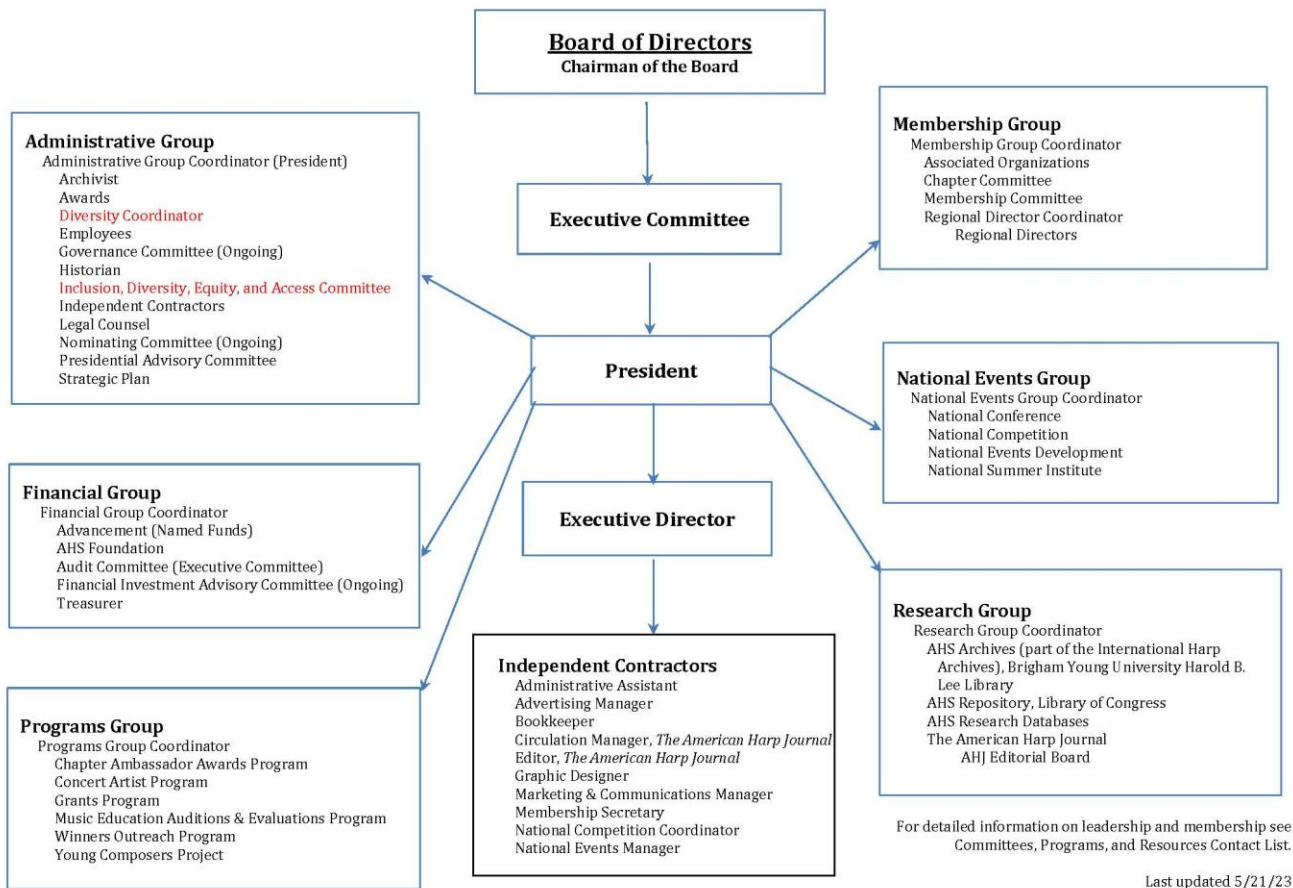 Board of Directors
Chairman of the Board
Administrative Group
Administrative Group Coordinator (President)
Archivist
Awards
Diversity Coordinator
Employees
Governance Committee (Ongoing)
Historian
Inclusion, Diversity, Equity, and Access Committee
Independent Contractors
Legal Counsel
Nominating Committee (Ongoing)
Presidential Advisory Committee
Strategic Plan
Executive Committee
Membership Group
Membership Group Coordinator
Associated Organizations
Chapter Committee
Membership Committee
Regional Director Coordinator
Regional Directors
President
National Events Group
National Events Group Coordinator
National Conference
National Competition
National Events Development
National Summer Institute
Financial Group
Financial Group Coordinator
Advancement (Named Funds)
AHS Foundation
Audit Committee (Executive Committee)
Financial Investment Advisory Committee (Ongoing)
Treasurer
Executive Director
Research Group
Research Group Coordinator
AHS Archives (part of the International Harp
Archives), Brigham Young University Harold B.
Lee Library
AHS Repository, Library of Congress
AHS Research Databases
The American Harp Journal
AHJ Editorial Board
Programs Group
Programs Group Coordinator
Chapter Ambassador Awards Program
Concert Artist Program
Grants Program
Music Education Auditions & Evaluations Program
Winners Outreach Program
Young Composers Project
Independent Contractors
Administrative Assistant
Advertising Manager
Bookkeeper
Circulation Manager, The American Harp Journal
Editor, The American Harp Journal
Graphic Designer
Marketing & Communications Manager
Membership Secretary
National Competition Coordinator
National Events Manager
For detailed information on leadership and membership see
Committees, Programs, and Resources Contact List.
Last updated 5/21/23